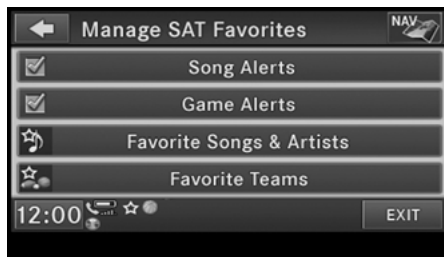 Manage SAT Favorites
NAV
Song Alerts
Game Alerts
Favorite Songs & Artists
Favorite Teams
12:00
EXIT